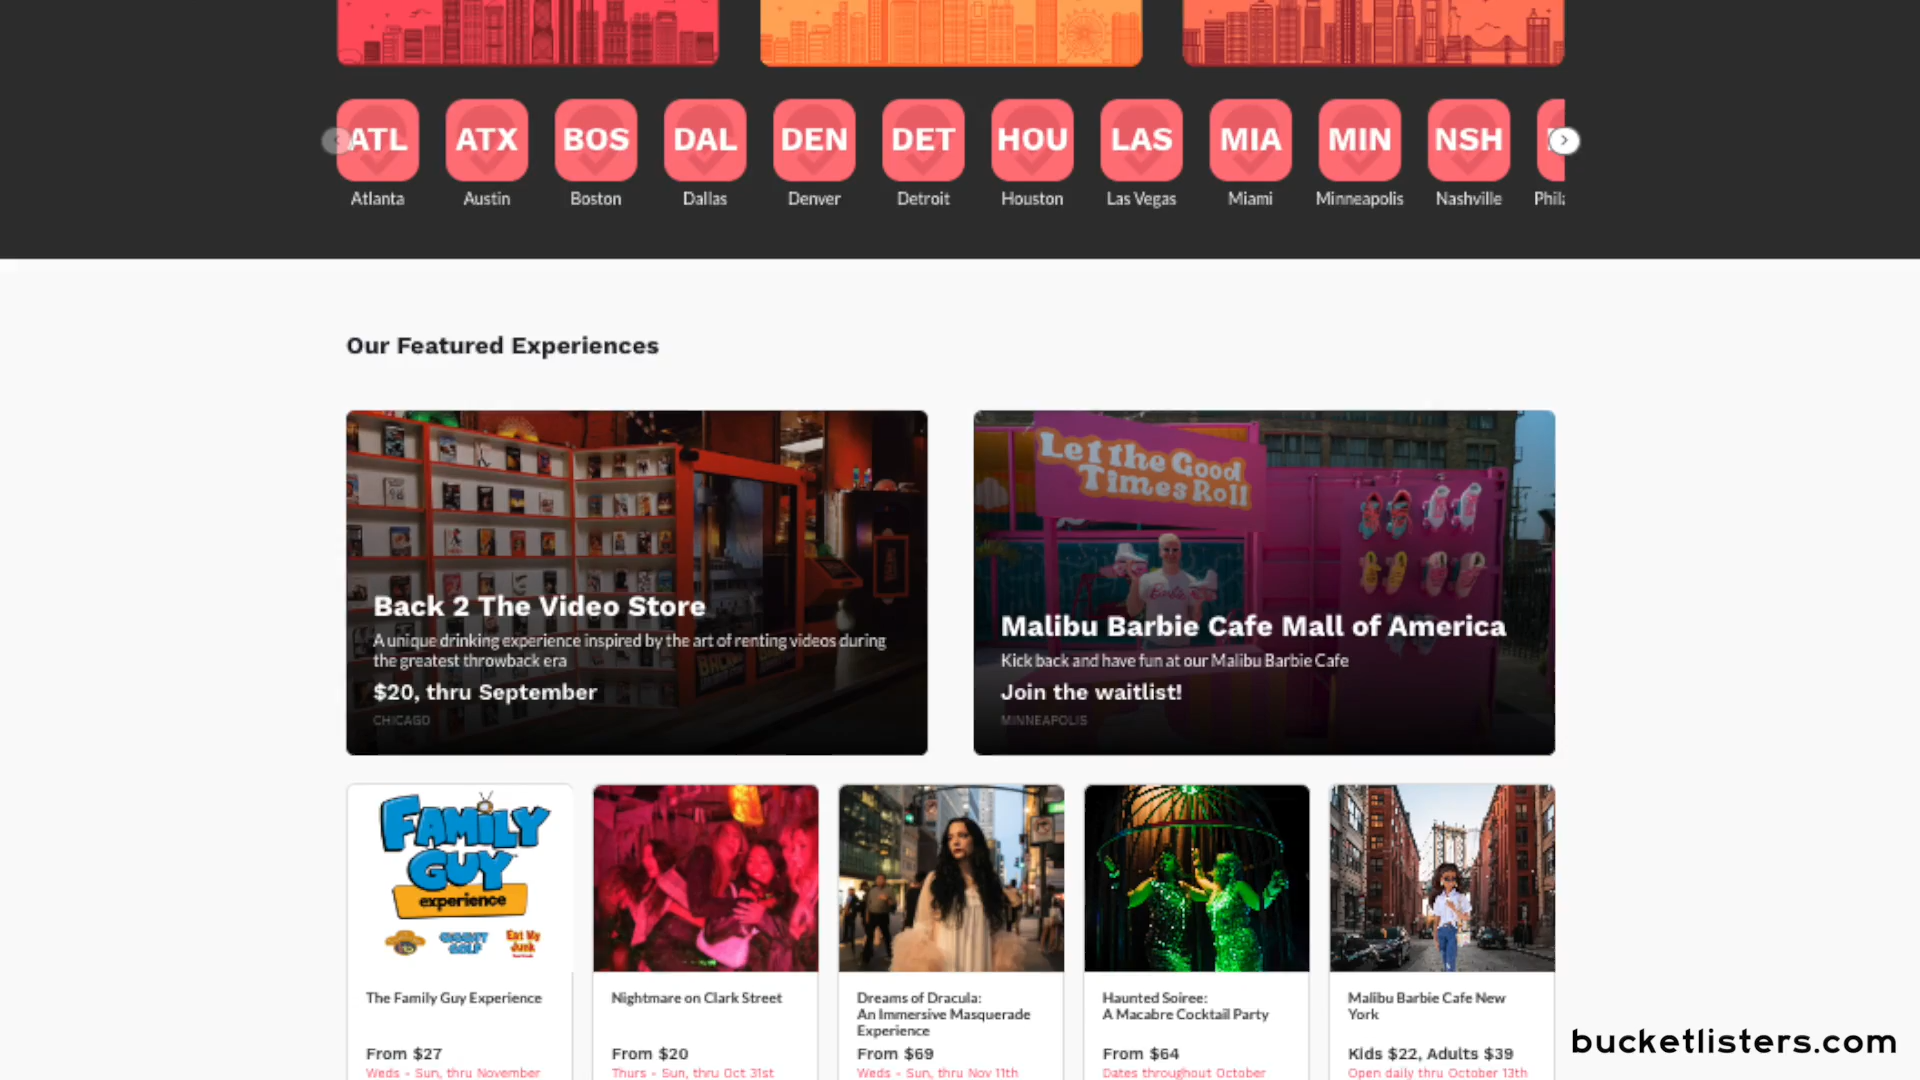 ATL
ATX
BOS
DAL
DEN
DET
HOU
LAS
MIA
MIN
NSH
Atlanta
Austin
Boston
Dallas
Denver
Detroit
Houston
Las Vegas
Miami
Minneapolis
Nashville
Our Featured Experiences
Let the Good
Times Roll
Back 2 The Video Store
A unique drinking experience inspired by the art of renting videos during
the greatest throwback era
$20, thru September
CHICAGO
Malibu Barbie Cafe Mall of America
Kick back and have fun at our Malibu Barbie Cafe
Join the waitlist!
MINNEAPOLIS
FAMILY
GUY
experience
Eat My
Junk
The Family Guy Experience
From $27
Weds - Sun, thru November
Nightmare on Clark Street
From $20
Thurs - Sun, thru Oct 31st
Dreams of Dracula:
An Immersive Masquerade
Experience
From $69
Weds - Sun, thru Nov 11th
Haunted Soiree:
A Macabre Cocktail Party
From $64
Dates throughout October
Malibu Barbie Cafe New
York
Kids $22, Adults $39
Open daily thru October 13th
bucketlisters.com